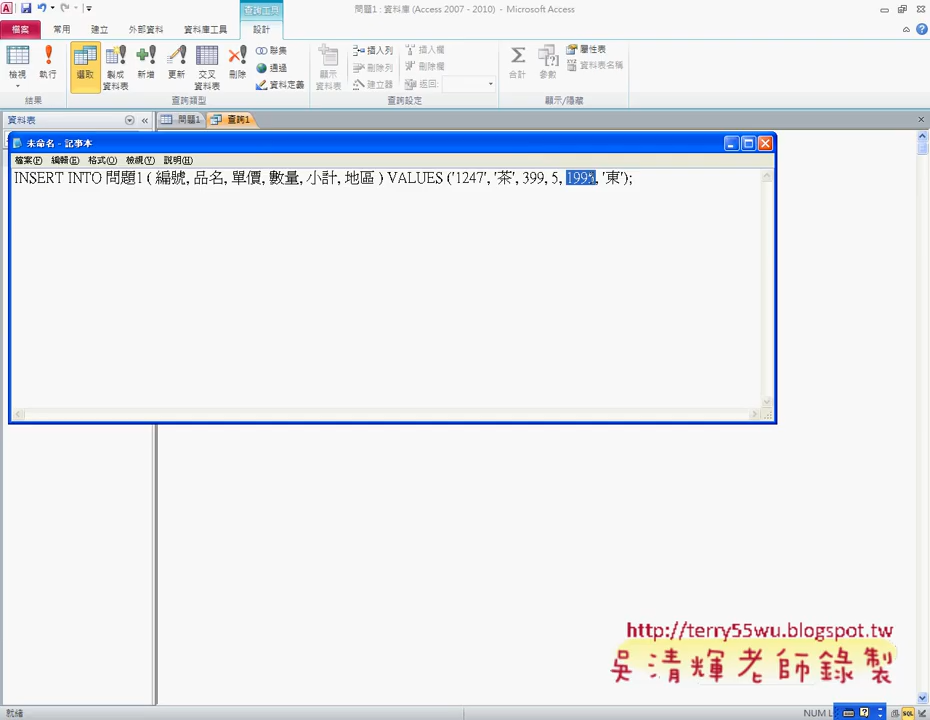 問題1 : 資料庫 (Access 2007 - 2010) - Microsoft Access
查詢工具
檔案 常用 建立 外部資料 資料庫工具 設計
檢視 執行 選取 製成資料表 新增 更新 交叉資料表 刪除 聯集 通過 資料定義 顯示資料表 插入列 刪除列 建立器 插入欄 刪除欄 返回: 合計 參數 屬性表 資料表名稱
結果 查詢類型 查詢設定 顯示/隱藏
資料表 問題1 查詢1
未命名 - 記事本
檔案(F) 編輯(E) 格式(O) 檢視(V) 說明(H)
INSERT INTO 問題1 ( 編號, 品名, 單價, 數量, 小計, 地區 ) VALUES ('1247', '茶', 399, 5, 1995, '東');
http://terry55wu.blogspot.tw
吳清輝老師錄製
就緒 NUM L SQL